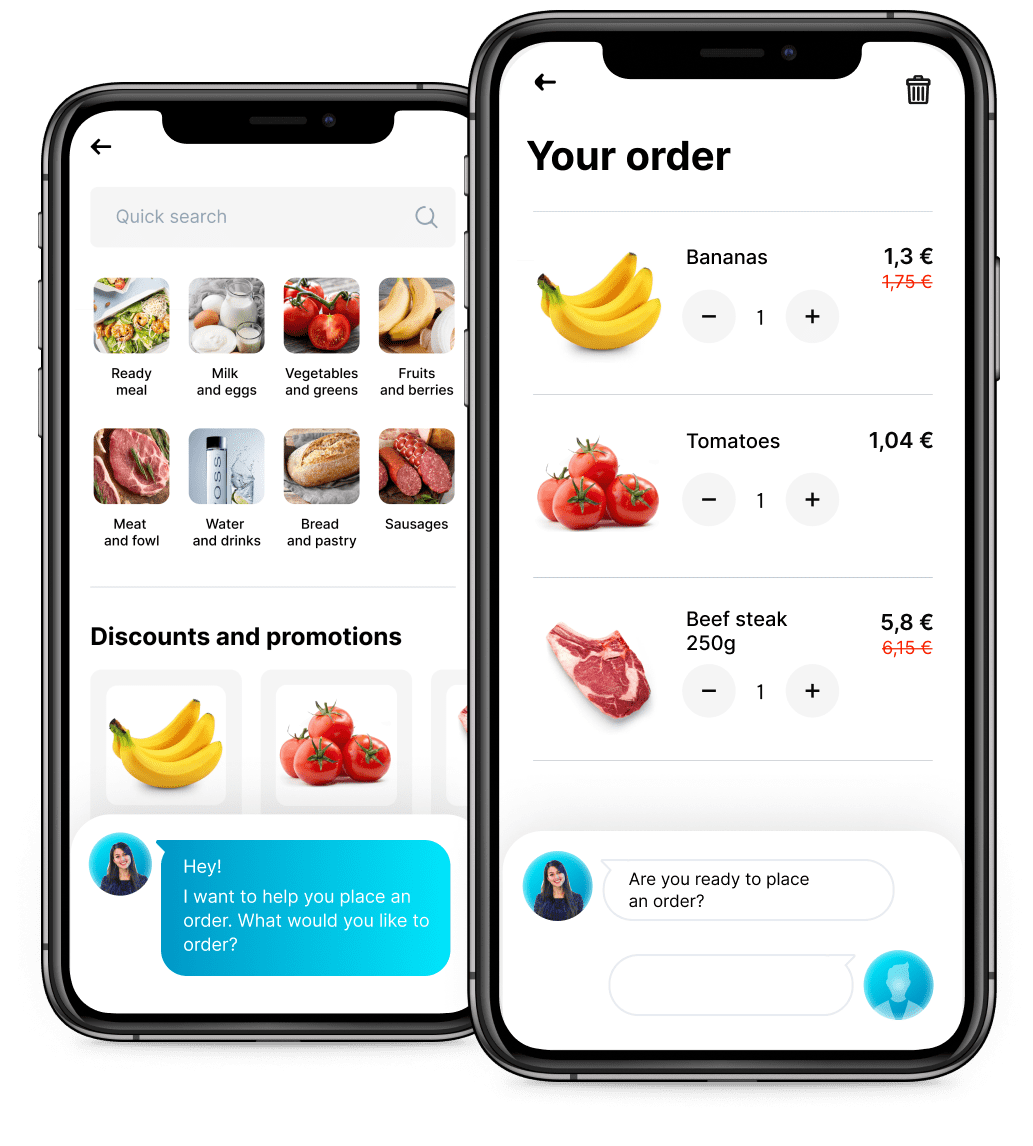 Quick search
Ready
meal
Milk
and eggs
Vegetables
and greens
Fruits
and berries
Meat
and fowl
VOSS
Water
and drinks
Bread
and pastry
Sausages
Discounts and promotions
Hey!
I want to help you place an
order. What would you like to
order?
Your order
Bananas
1,3 €
1,75 €
1
Tomatoes
1,04 €
1
Beef steak
250g
5,8 €
6,15 €
1
Are you ready to place
an order?